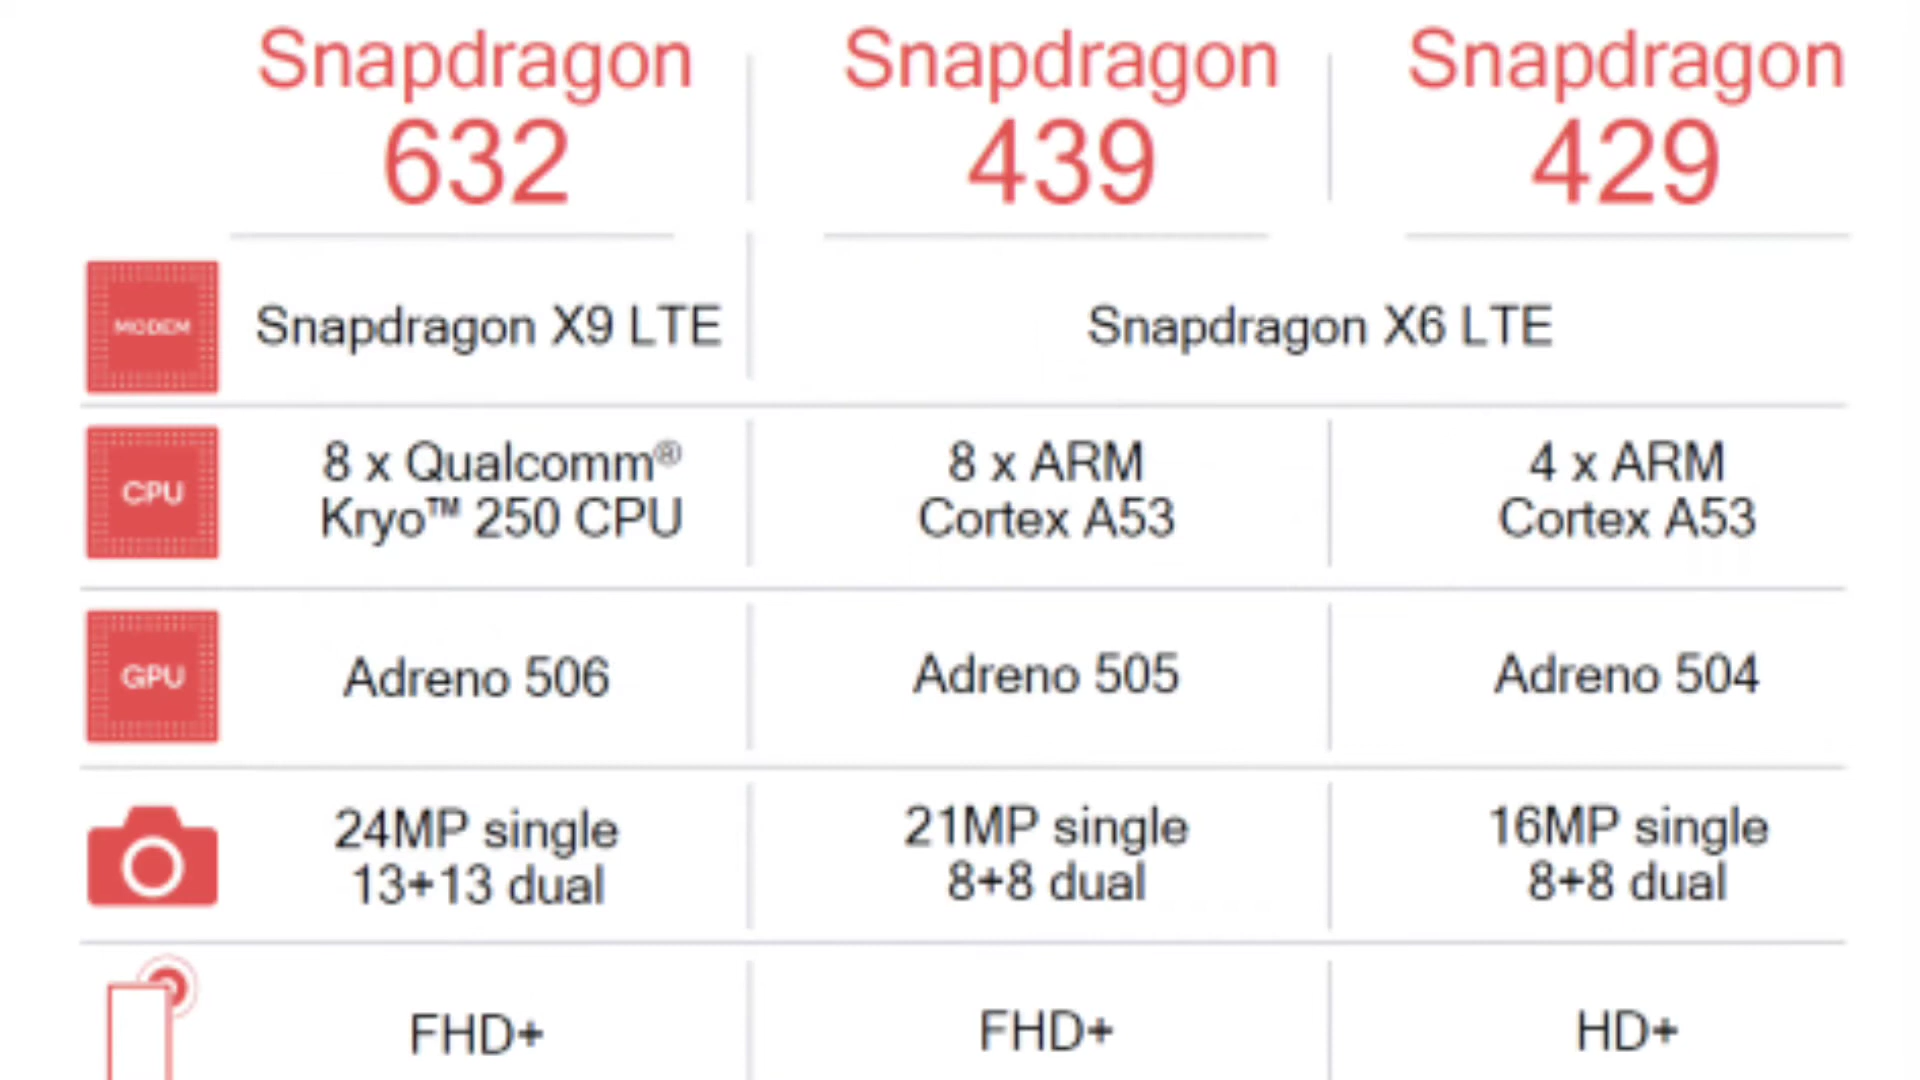 Snapdragon Snapdragon Snapdragon
632 439 429
MODEM Snapdragon X9 LTE Snapdragon X6 LTE
8 x Qualcomm® 8 x ARM 4 x ARM
CPU Kryo™ 250 CPU Cortex A53 Cortex A53
GPU Adreno 506 Adreno 505 Adreno 504
24MP single 21MP single 16MP single
13+13 dual 8+8 dual 8+8 dual
FHD+ FHD+ HD+